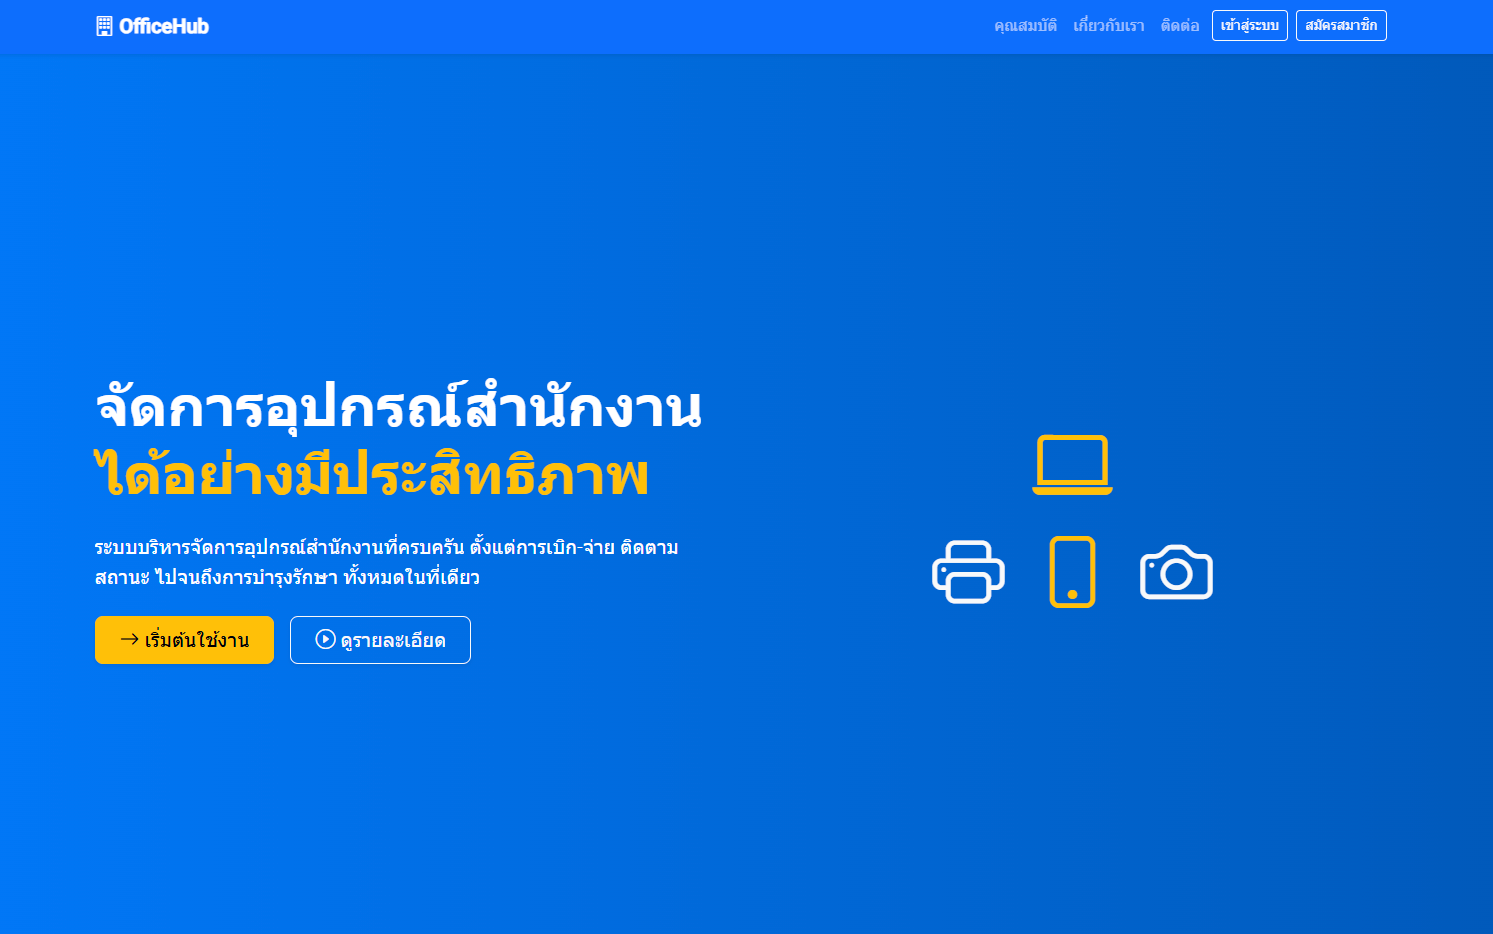 OfficeHub
คุณสมบัติ
เกี่ยวกับเรา
ติดต่อ
เข้าสู่ระบบ
สมัครสมาชิก
จัดการอุปกรณ์สำนักงาน
ได้อย่างมีประสิทธิภาพ
ระบบบริหารจัดการอุปกรณ์สำนักงานที่ครบครัน ตั้งแต่การเบิก-จ่าย ติดตาม
สถานะ ไปจนถึงการบำรุงรักษา ทั้งหมดในที่เดียว
เริ่มต้นใช้งาน
ดูรายละเอียด